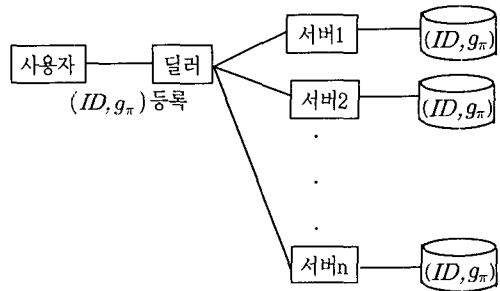 사용자
딜러
(ID, g_π) 등록
서버1
(ID, g_π)
서버2
(ID, g_π)
서버n
(ID, g_π)